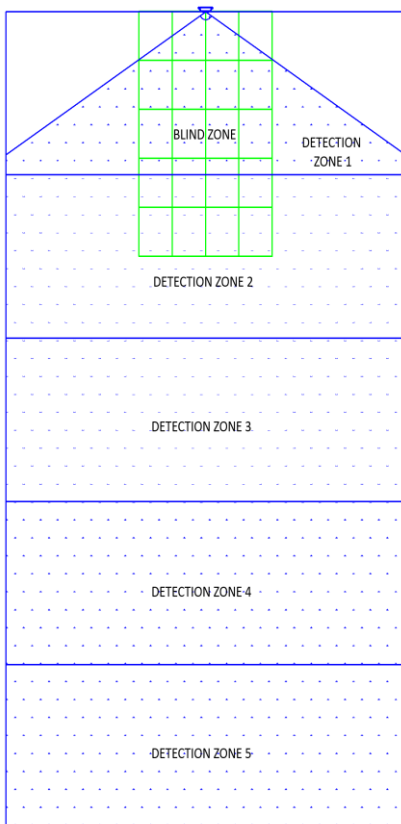 BLIND ZONE
DETECTION
ZONE 1
DETECTION ZONE 2
DETECTION ZONE 3
DETECTION ZONE 4
DETECTION ZONE 5